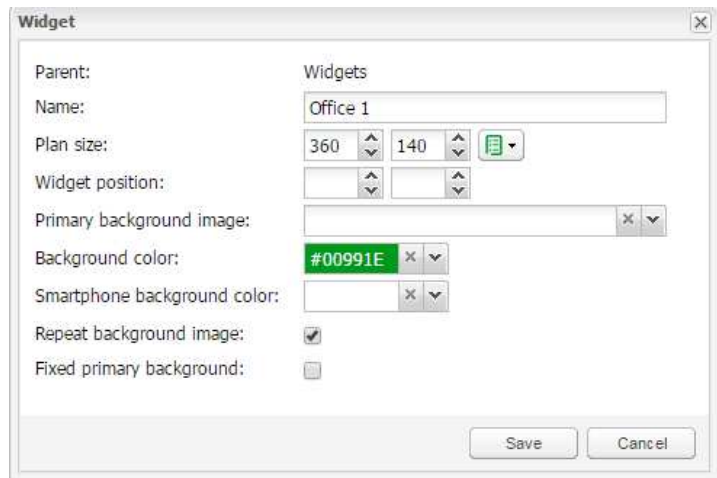 Widget
Parent: Widgets
Name: Office 1
Plan size: 360 140
Widget position:
Primary background image:
Background color: #00991E
Smartphone background color:
Repeat background image:
Fixed primary background:
Save Cancel